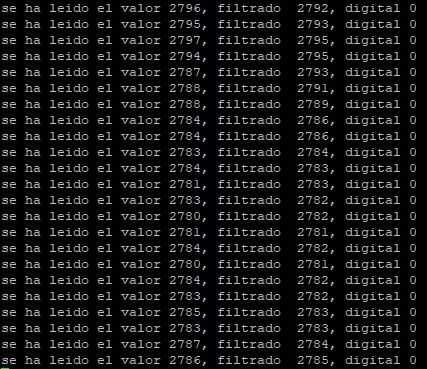 se ha leido el valor 2796, filtrado  2792, digital 0
se ha leido el valor 2795, filtrado  2793, digital 0
se ha leido el valor 2797, filtrado  2795, digital 0
se ha leido el valor 2794, filtrado  2795, digital 0
se ha leido el valor 2787, filtrado  2793, digital 0
se ha leido el valor 2788, filtrado  2791, digital 0
se ha leido el valor 2788, filtrado  2789, digital 0
se ha leido el valor 2784, filtrado  2786, digital 0
se ha leido el valor 2784, filtrado  2786, digital 0
se ha leido el valor 2783, filtrado  2784, digital 0
se ha leido el valor 2784, filtrado  2783, digital 0
se ha leido el valor 2781, filtrado  2783, digital 0
se ha leido el valor 2783, filtrado  2782, digital 0
se ha leido el valor 2780, filtrado  2782, digital 0
se ha leido el valor 2781, filtrado  2781, digital 0
se ha leido el valor 2784, filtrado  2782, digital 0
se ha leido el valor 2780, filtrado  2781, digital 0
se ha leido el valor 2784, filtrado  2782, digital 0
se ha leido el valor 2783, filtrado  2782, digital 0
se ha leido el valor 2785, filtrado  2783, digital 0
se ha leido el valor 2783, filtrado  2783, digital 0
se ha leido el valor 2787, filtrado  2784, digital 0
se ha leido el valor 2786, filtrado  2785, digital 0